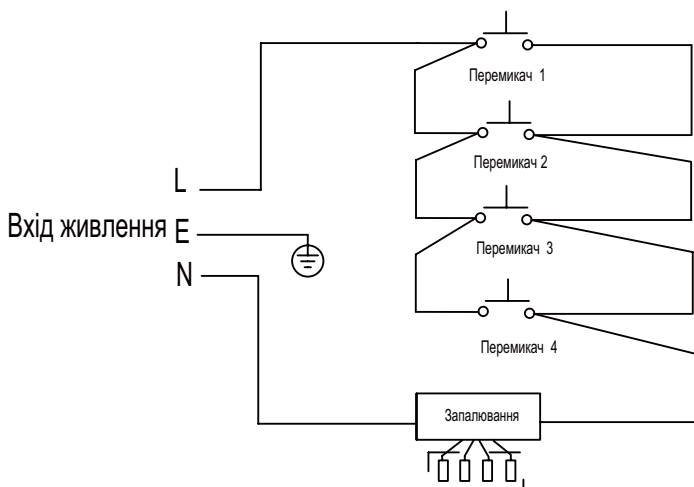 Перемикач 1
Перемикач 2
L
Вхід живлення E
Перемикач 3
N
Перемикач 4
Запалювання